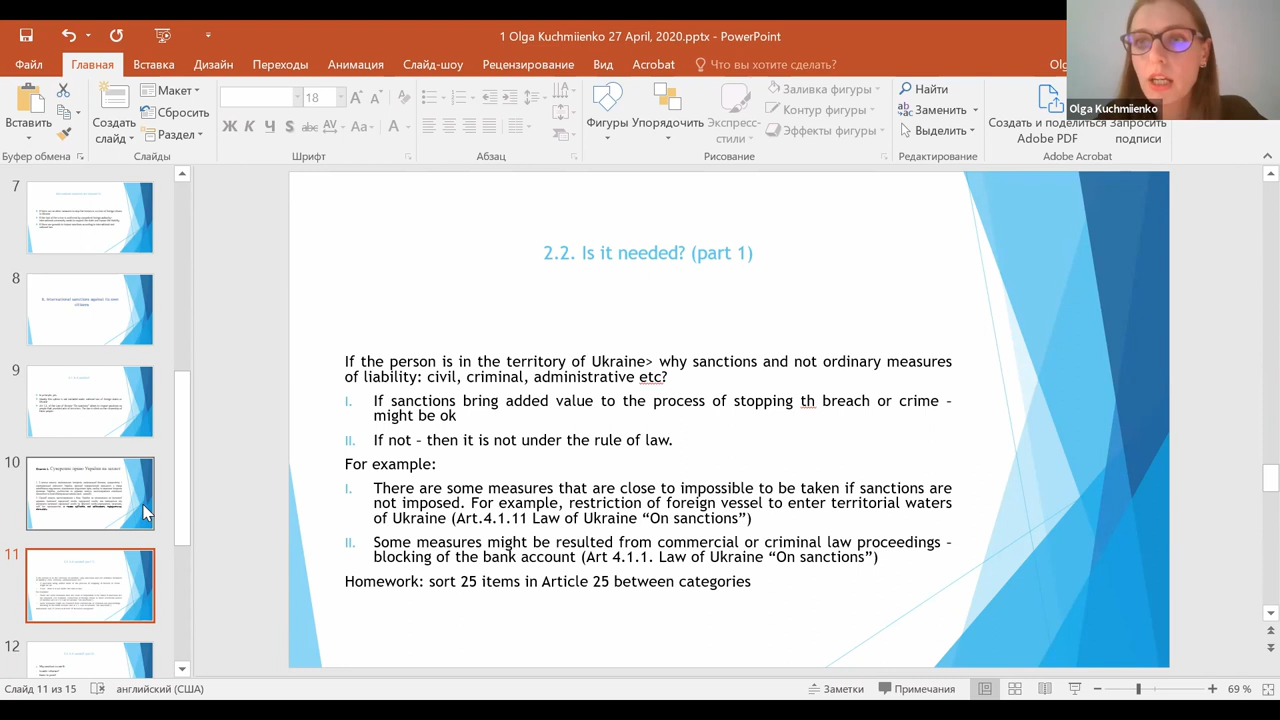 1 Olga Kuchmiienko 27 April, 2020.pptx - PowerPoint
Файл Главная Вставка Дизайн Переходы Анимация Слайд-шоу Рецензирование Вид Acrobat Что вы хотите сделать? Olg
Olga Kuchmiienko
Вставить
Создать слайд
Макет
Сбросить
Раздел
18
Ж К Ч S abc AV Aa A
Фигуры Упорядочить Экспресс-стили
Заливка фигуры
Контур фигуры
Эффекты фигуры
Найти
Заменить
Выделить
Создать и поделиться Adobe PDF
Запросить подписи
Буфер обмена Слайды Шрифт Абзац Рисование Редактирование Adobe Acrobat
7
8
9
10
11
12
2.2. Is it needed? (part 1)
If the person is in the territory of Ukraine> why sanctions and not ordinary measures
of liability: civil, criminal, administrative etc?
I. If sanctions bring added value to the process of stopping th breach or crime –
might be ok
II. If not – then it is not under the rule of law.
For example:
I. There are some measures that are close to impossible to happen if sanctions are
not imposed. For example, restriction of foreign vessel to enter territorial waters
of Ukraine (Art.4.1.11 Law of Ukraine “On sanctions”)
II. Some measures might be resulted from commercial or criminal law proceedings –
blocking of the bank account (Art 4.1.1. Law of Ukraine “On sanctions”)
Homework: sort 25 items in Article 25 between categories
Слайд 11 из 15 английский (США) Заметки Примечания 69 %